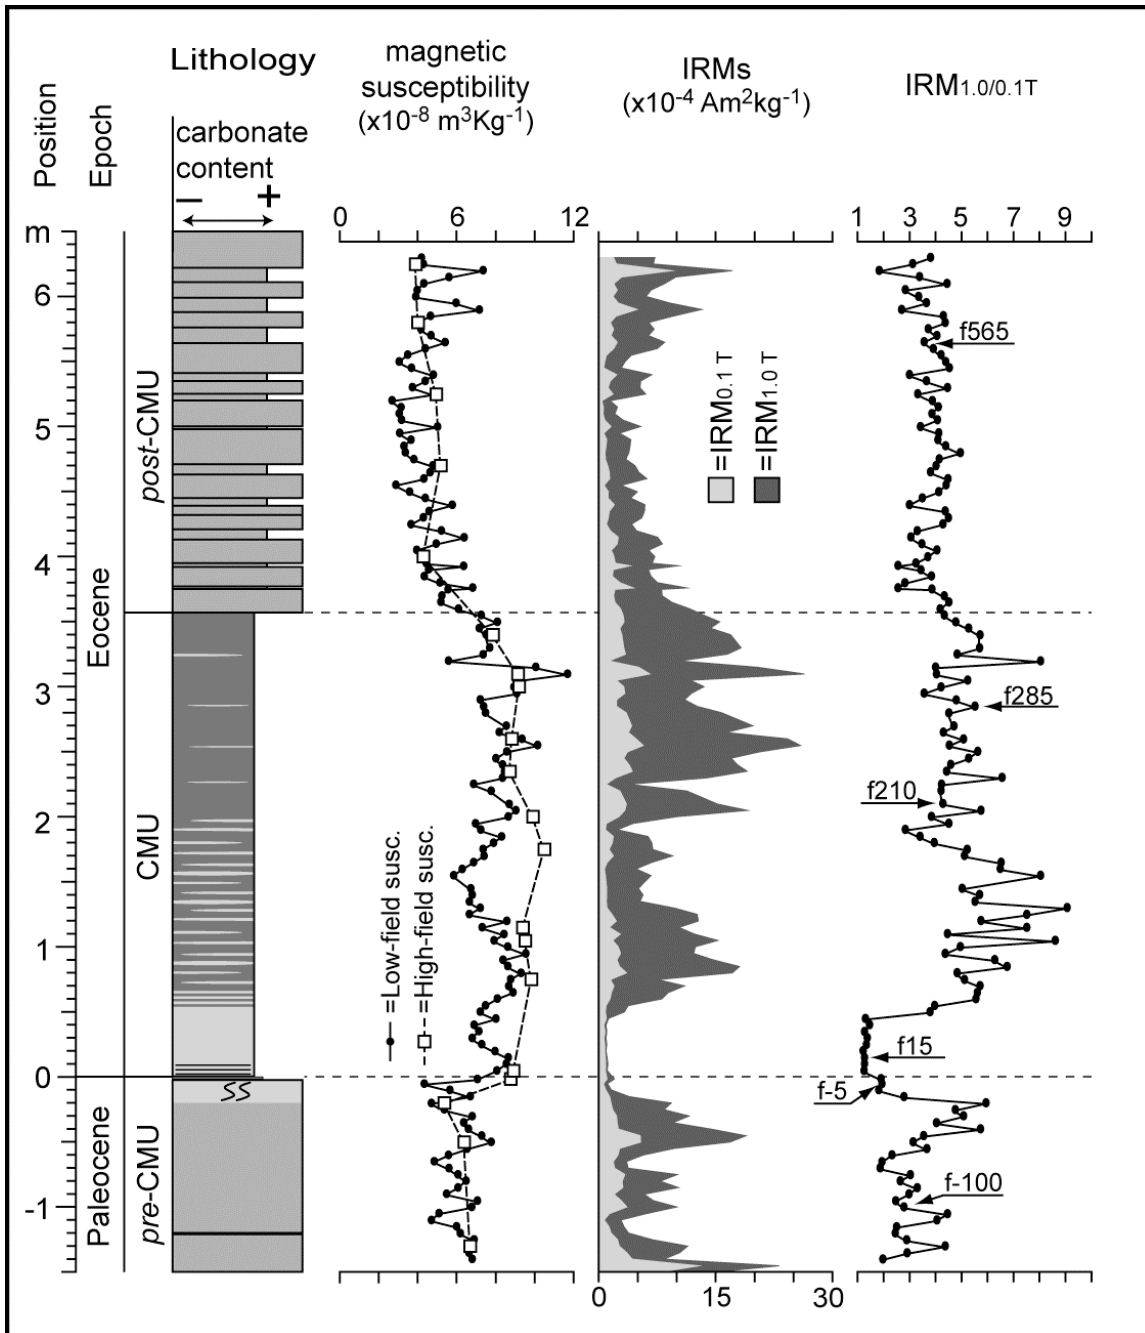 Lithology
magnetic
susceptibility
(x10-8 m3Kg-1)
IRMs
(x10-4 Am2kg-1)
IRM1.0/0.1T
Position
Epoch
carbonate
content
− +
0 6 12
1 3 5 7 9
m
6
5
4
3
2
1
0
-1
Eocene
Paleocene
post-CMU
CMU
pre-CMU
=Low-field susc.
=High-field susc.
=IRM0.1 T
=IRM1.0 T
f565
f285
f210
f15
f-5
f-100
0 15 30